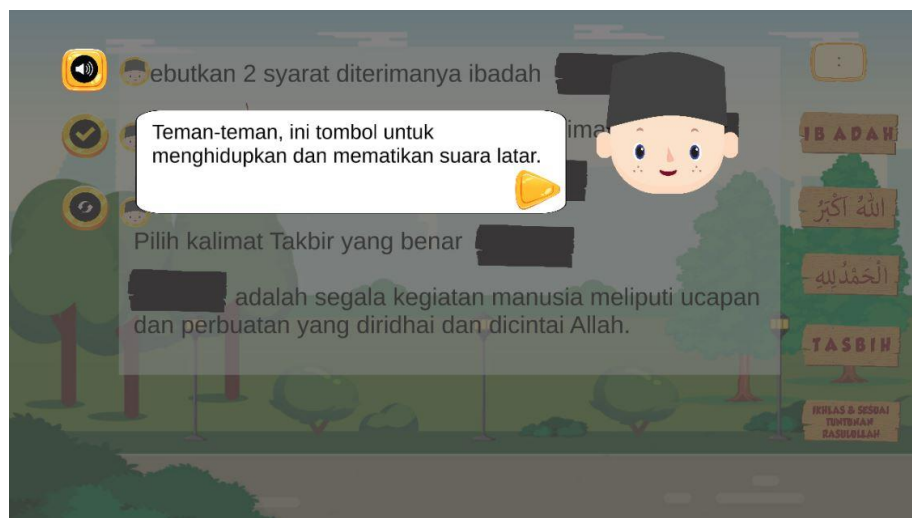 ebutkan 2 syarat diterimanya ibadah
:
Teman-teman, ini tombol untuk
menghidupkan dan mematikan suara latar.
IBADAH
اللهُ أَكْبَرُ
Pilih kalimat Takbir yang benar
الْحَمْدُ لِلهِ
adalah segala kegiatan manusia meliputi ucapan
dan perbuatan yang diridhai dan dicintai Allah.
TASBIH
IKHLAS & SESUAI
TUNTUNAN
RASULULLAH